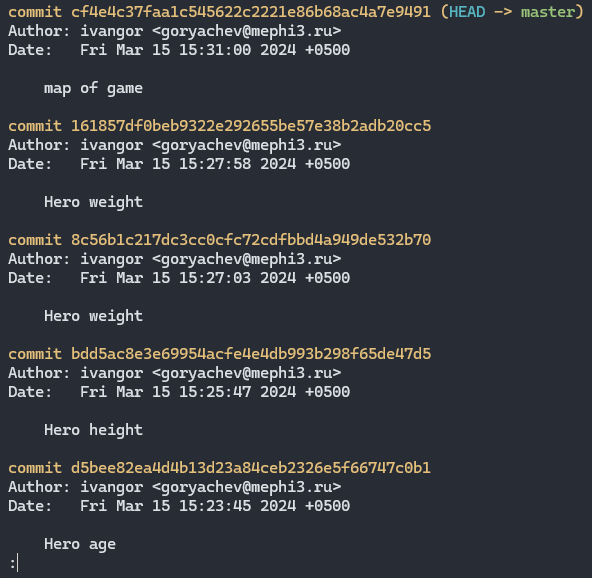 commit cf4e4c37faa1c545622c2221e86b68ac4a7e9491 (HEAD -> master)
Author: ivangor <goryachev@mephi3.ru>
Date:   Fri Mar 15 15:31:00 2024 +0500
    map of game
commit 161857df0beb9322e292655be57e38b2adb20cc5
Author: ivangor <goryachev@mephi3.ru>
Date:   Fri Mar 15 15:27:58 2024 +0500
    Hero weight
commit 8c56b1c217dc3cc0cfc72cdfbbd4a949de532b70
Author: ivangor <goryachev@mephi3.ru>
Date:   Fri Mar 15 15:27:03 2024 +0500
    Hero weight
commit bdd5ac8e3e69954acfe4e4db993b298f65de47d5
Author: ivangor <goryachev@mephi3.ru>
Date:   Fri Mar 15 15:25:47 2024 +0500
    Hero height
commit d5bee82ea4d4b13d23a84ceb2326e5f66747c0b1
Author: ivangor <goryachev@mephi3.ru>
Date:   Fri Mar 15 15:23:45 2024 +0500
    Hero age
: